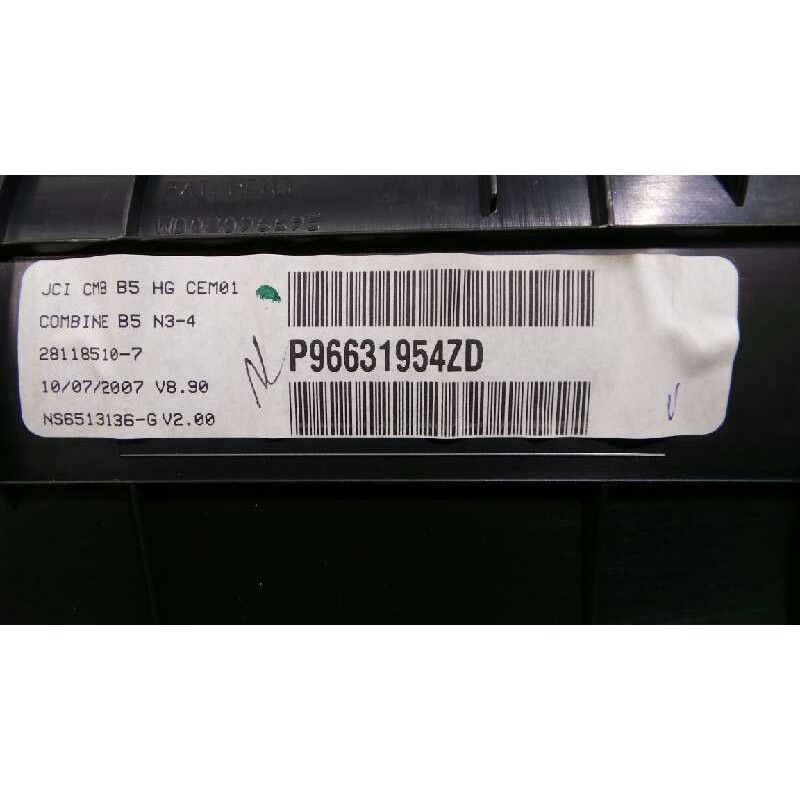 JCI CMB B5 HG CEM01
COMBINE B5 N3-4
28118510-7
10/07/2007 V8.90
NS6513136-G V2.00
P96631954ZD